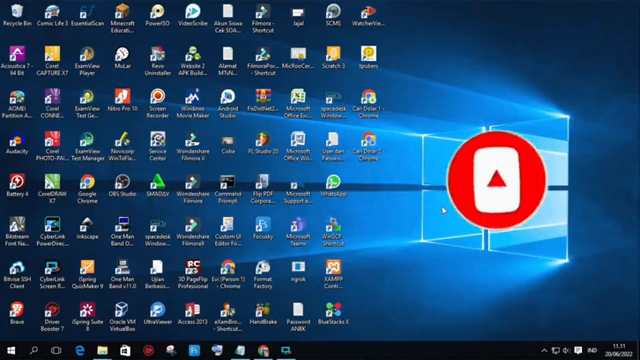 Recycle Bin
Comic Life 3
EssentialScan
Minecraft
Educati...
PowerISO
VideoScribe
Akun Siswa
Cek SOA...
Filmora -
Shortcut
Jajal
SCMS
WatcherVie...
Acoustica 7 -
64 Bit
Corel
CAPTURE X7
ExamView
Player
MuLar
Revo
Uninstaller
Website 2
APK Build...
Alamat
MTsN...
FilmoraPor...
- Shortcut
MicRooCer...
Scratch 3
tpubers
AOMEI
Partition A...
Corel
CONNE...
ExamView
Test Ge...
Nitro Pro 10
Screen
Recorder
Windows
Movie Maker
Android
Studio
FixDotNet2...
Microsoft
Office Exc...
spacedesk
Window...
Cari Dolar 1 -
Chrome
Audacity
Corel
PHOTO-PAI...
ExamView
Test Manager
Novicorp
WinToFla...
Service
Center
Wondershare
Filmora X
Coba
FL Studio 20
Microsoft
Office Wo...
User dan
Passwor...
Cari Dolar 2 -
Chrome
Battery 4
CorelDRAW
X7
Google
Chrome
OBS Studio
SMADAV
Wondershare
Filmora
Command
Prompt
Flip PDF
Corporat...
Microsoft
Support a...
WhatsApp
Bitstream
Font Nav...
CyberLink
PowerDirec...
Inkscape
One Man
Band O...
spacedesk
Window...
Wondershare
Filmora9
Custom UI
Editor Fo...
Focusky
Microsoft
Teams
WinSCP
Shortcut
Bitvise SSH
Client
CyberLink
Screen R...
iSpring
QuizMaker 9
One Man
Band v11.0
Ujian
Berbasis...
3D PageFlip
Professional
Evi (Person 1)
- Chrome
Format
Factory
ngrok
XAMPP
Contr...
Brave
Driver
Booster 7
iSpring Suite
8
Oracle VM
VirtualBox
UltraViewer
Access 2013
eXamBro...
- Shortcut
HandBrake
Password
ANBK
BlueStacks X
IND
11.11
20/06/2022